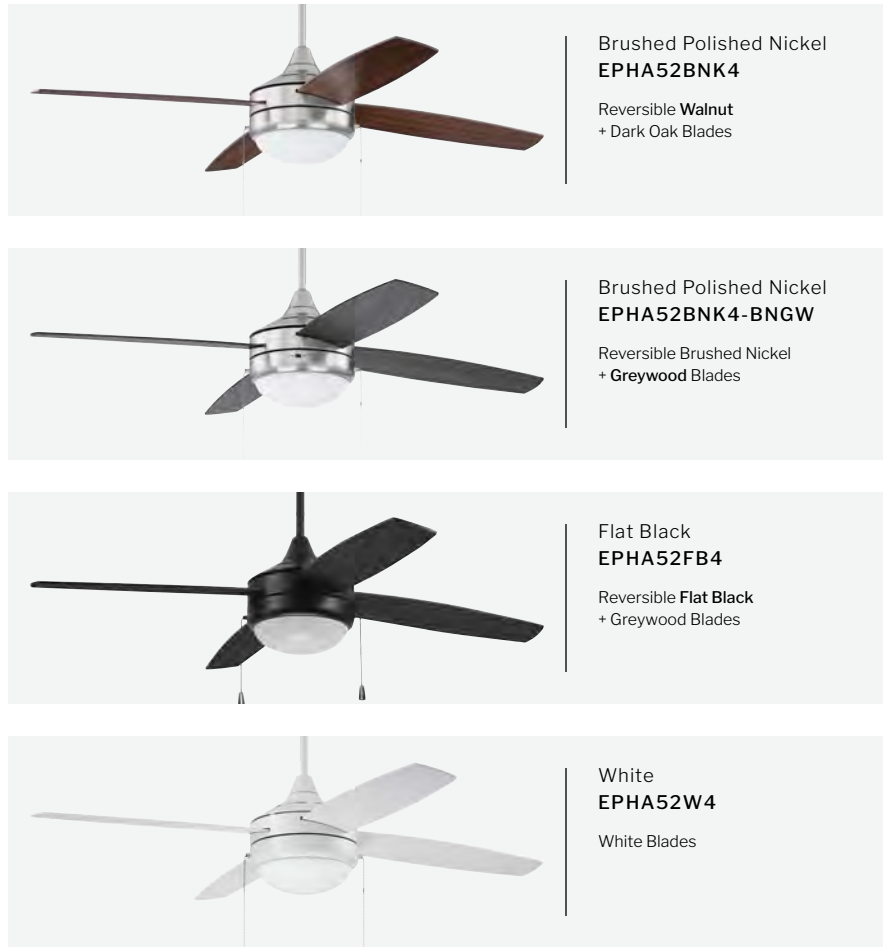 Brushed Polished Nickel
EPHA52BNK4
Reversible Walnut
+ Dark Oak Blades
Brushed Polished Nickel
EPHA52BNK4-BNGW
Reversible Brushed Nickel
+ Greywood Blades
Flat Black
EPHA52FB4
Reversible Flat Black
+ Greywood Blades
White
EPHA52W4
White Blades